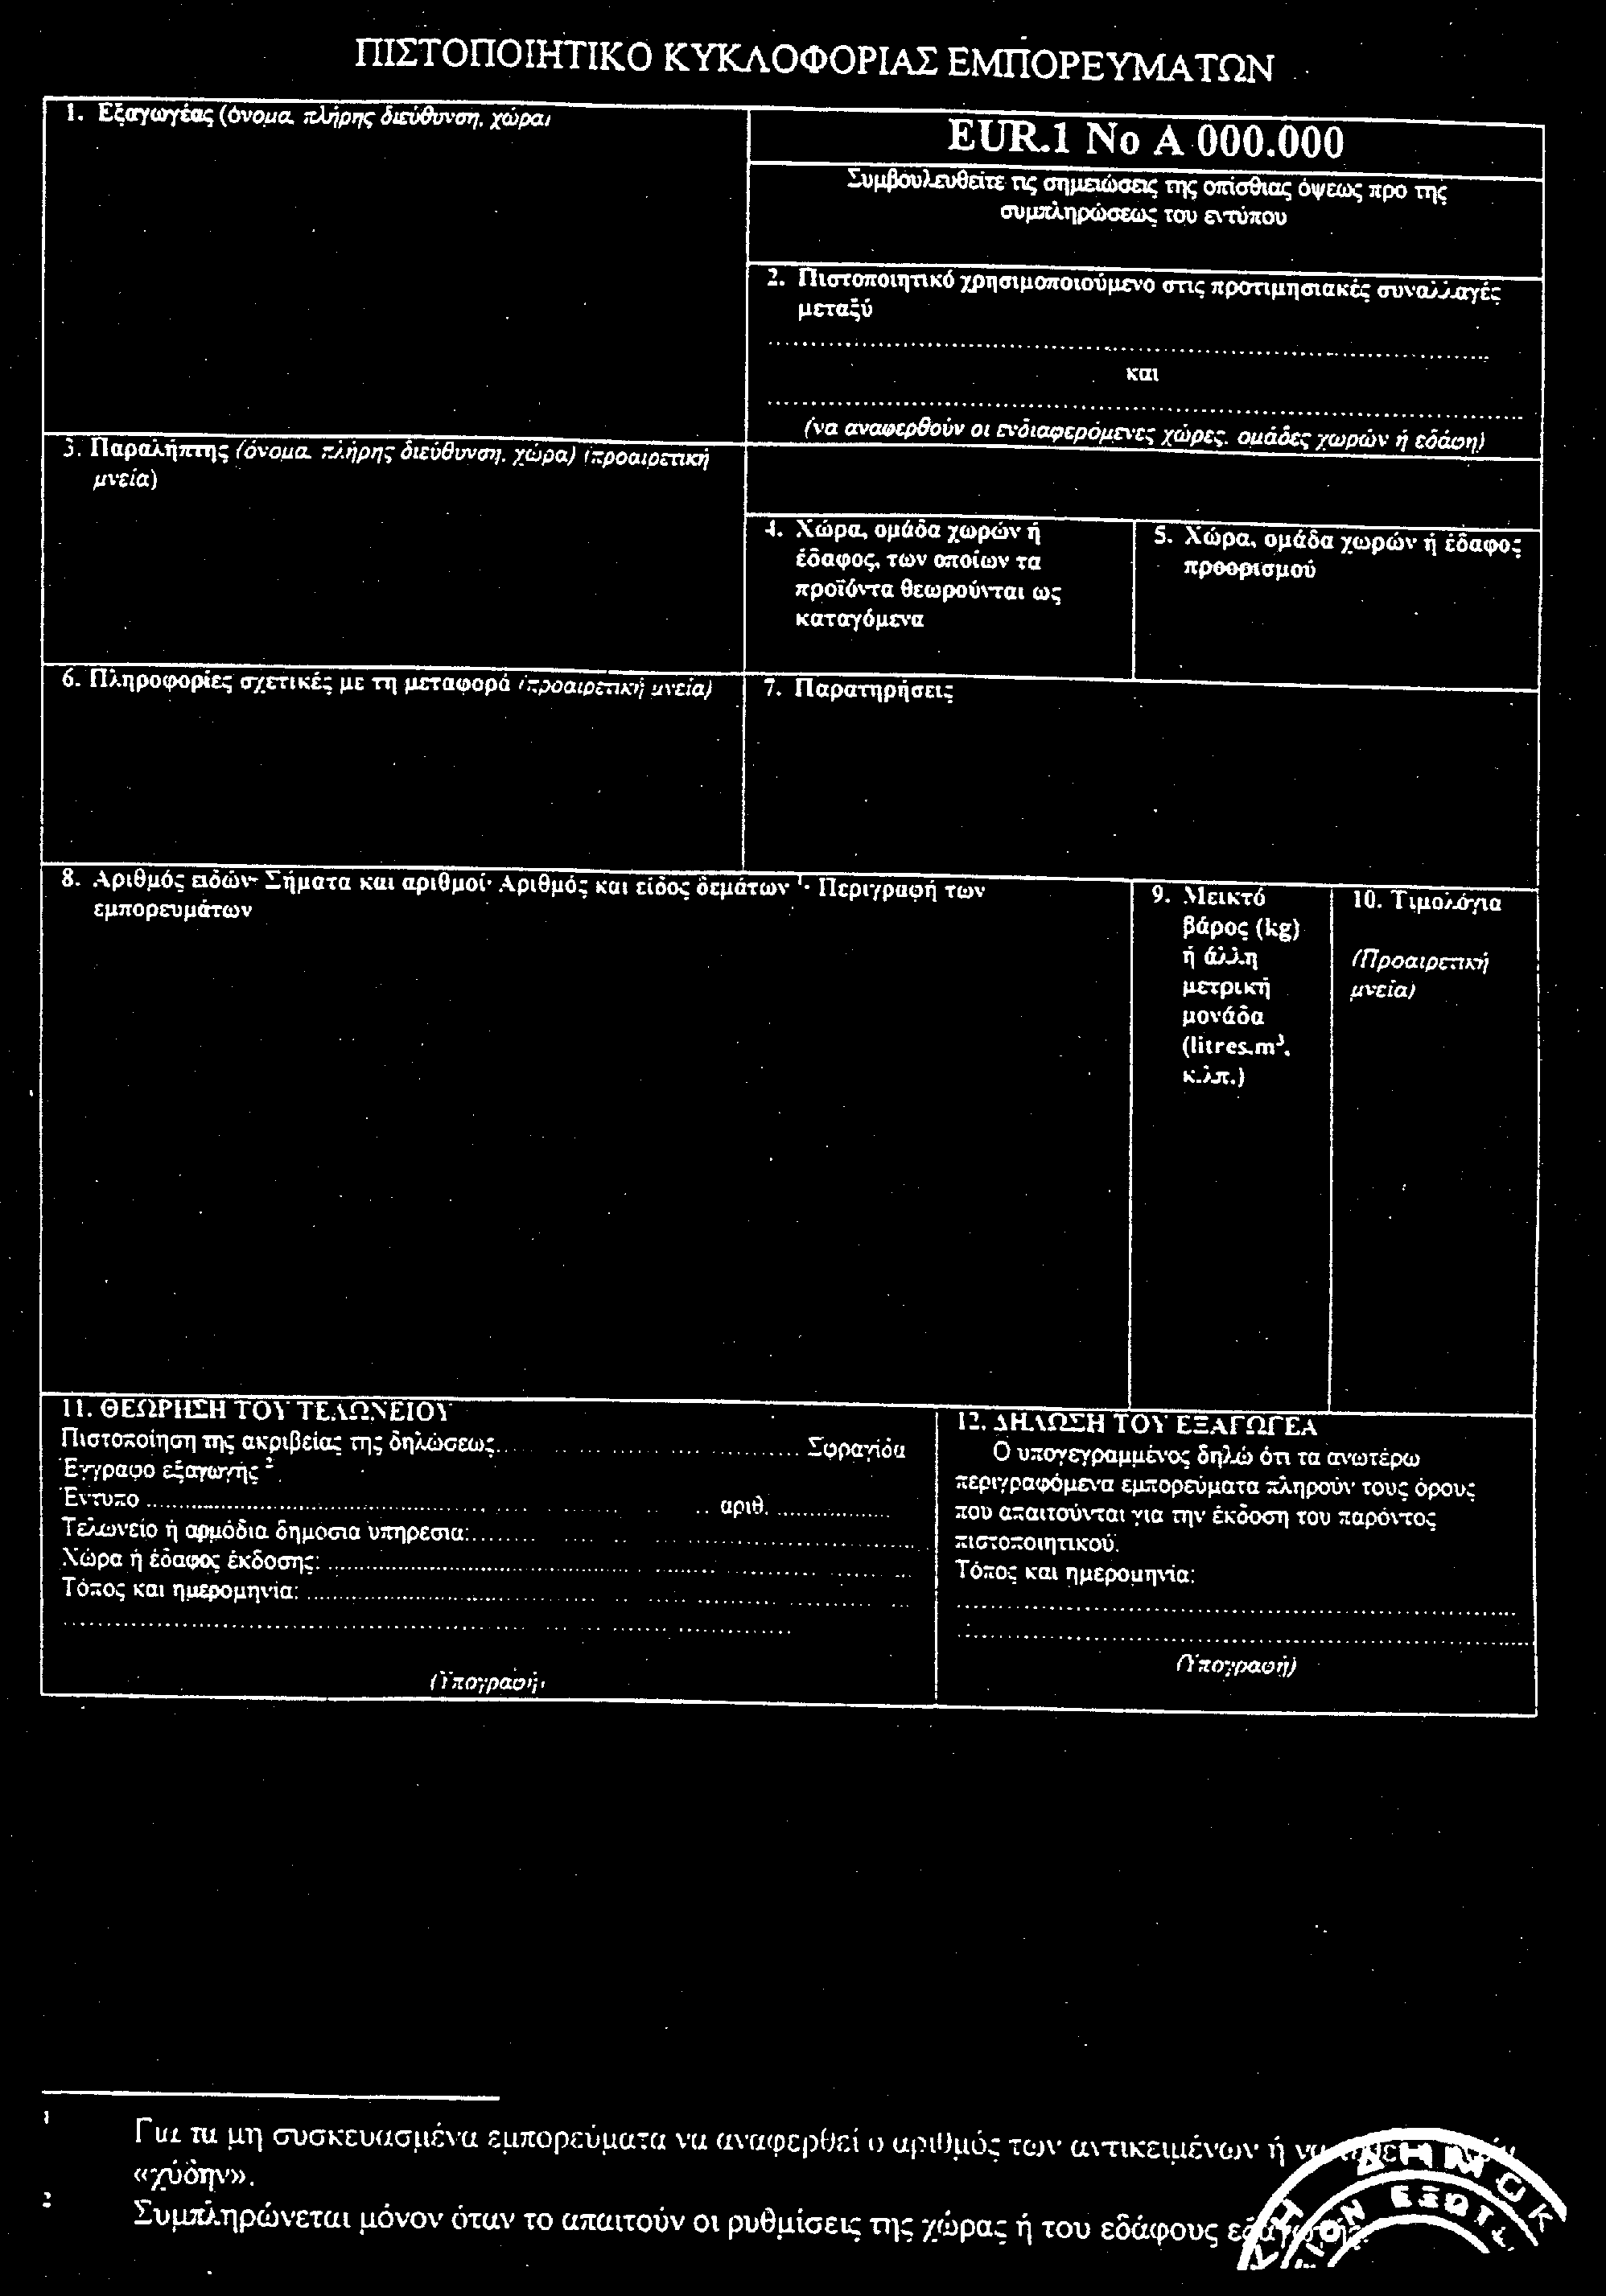 ΠΙΣΤΟΠΟΙΗΤΙΚΟ ΚΥΚΛΟΦΟΡΙΑΣ ΕΜΠΟΡΕΥΜΑΤΩΝ
1. Εξαγωγέας (όνομα, πλήρης διεύθυνση, χώρα)
EUR.1 No A 000.000
Συμβουλευθείτε τις σημειώσεις της οπίσθιας όψεως προ της
συμπληρώσεως του εντύπου
2. Πιστοποιητικό χρησιμοποιούμενο στις προτιμησιακές συναλλαγές
μεταξύ
και
(να αναφερθούν οι ενδιαφερόμενες χώρες, ομάδες χωρών ή εδάφη)
3. Παραλήπτης (όνομα, πλήρης διεύθυνση, χώρα) (προαιρετική
μνεία)
4. Χώρα, ομάδα χωρών ή
έδαφος, των οποίων τα
προϊόντα θεωρούνται ως
καταγόμενα
5. Χώρα, ομάδα χωρών ή έδαφος
προορισμού
6. Πληροφορίες σχετικές με τη μεταφορά (προαιρετική μνεία)
7. Παρατηρήσεις
8. Αριθμός ειδών· Σήματα και αριθμοί· Αριθμός και είδος δεμάτων ¹· Περιγραφή των
εμπορευμάτων
9. Μεικτό
βάρος (kg)
ή άλλη
μετρική
μονάδα
(litres,m³,
κ.λπ.)
10. Τιμολόγια
(Προαιρετική
μνεία)
11. ΘΕΩΡΗΣΗ ΤΟΥ ΤΕΛΩΝΕΙΟΥ
Πιστοποίηση της ακριβείας της δηλώσεως.......... Σφραγίδα
Έγγραφο εξαγωγής ².
Έντυπο .......... αριθ. ..........
Τελωνείο ή αρμόδια δημόσια υπηρεσία:..........
Χώρα ή έδαφος έκδοσης: ..........
Τόπος και ημερομηνία: ..........
(Υπογραφή)
12. ΔΗΛΩΣΗ ΤΟΥ ΕΞΑΓΩΓΕΑ
Ο υπογεγραμμένος δηλώ ότι τα ανωτέρω
περιγραφόμενα εμπορεύματα πληρούν τους όρους
που απαιτούνται για την έκδοση του παρόντος
πιστοποιητικού.
Τόπος και ημερομηνία:
(Υπογραφή)
1 Για τα μη συσκευασμένα εμπορεύματα να αναφερθεί ο αριθμός των αντικειμένων ή
«χύδην».
2 Συμπληρώνεται μόνον όταν το απαιτούν οι ρυθμίσεις της χώρας ή του εδάφους